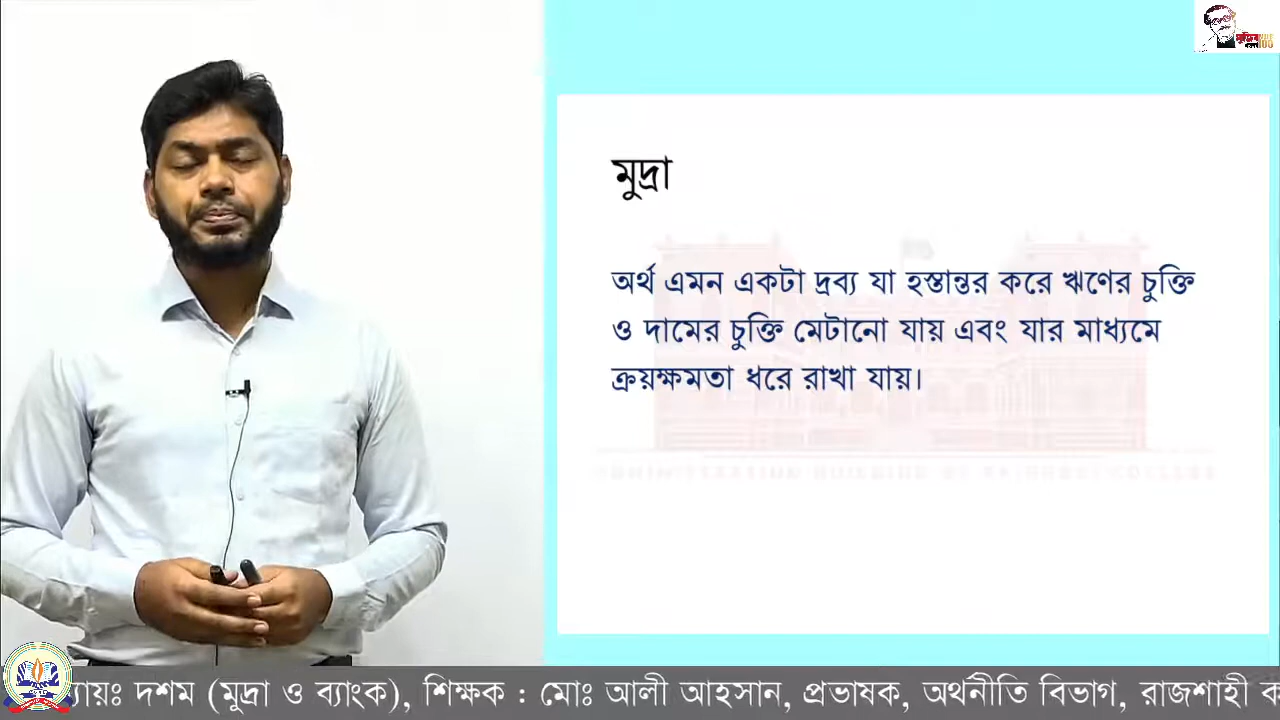 মুদ্রা
অর্থ এমন একটা দ্রব্য যা হস্তান্তর করে ঋণের চুক্তি
ও দামের চুক্তি মেটানো যায় এবং যার মাধ্যমে
ক্রয়ক্ষমতা ধরে রাখা যায়।
দশম (মুদ্রা ও ব্যাংক), শিক্ষক : মোঃ আলী আহসান, প্রভাষক, অর্থনীতি বিভাগ, রাজশাহী